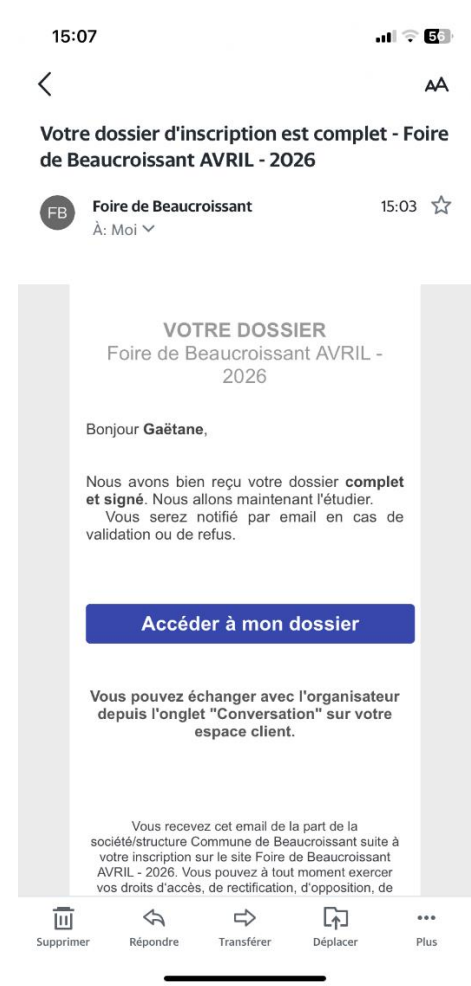 15:07
56
AA
Votre dossier d'inscription est complet - Foire
de Beaucroissant AVRIL - 2026
FB
Foire de Beaucroissant
15:03
À: Moi
VOTRE DOSSIER
Foire de Beaucroissant AVRIL -
2026
Bonjour Gaëtane,
Nous avons bien reçu votre dossier complet
et signé. Nous allons maintenant l'étudier.
Vous serez notifié par email en cas de
validation ou de refus.
Accéder à mon dossier
Vous pouvez échanger avec l'organisateur
depuis l'onglet "Conversation" sur votre
espace client.
Vous recevez cet email de la part de la
société/structure Commune de Beaucroissant suite à
votre inscription sur le site Foire de Beaucroissant
AVRIL - 2026. Vous pouvez à tout moment exercer
vos droits d'accès, de rectification, d'opposition, de
Supprimer
Répondre
Transférer
Déplacer
Plus